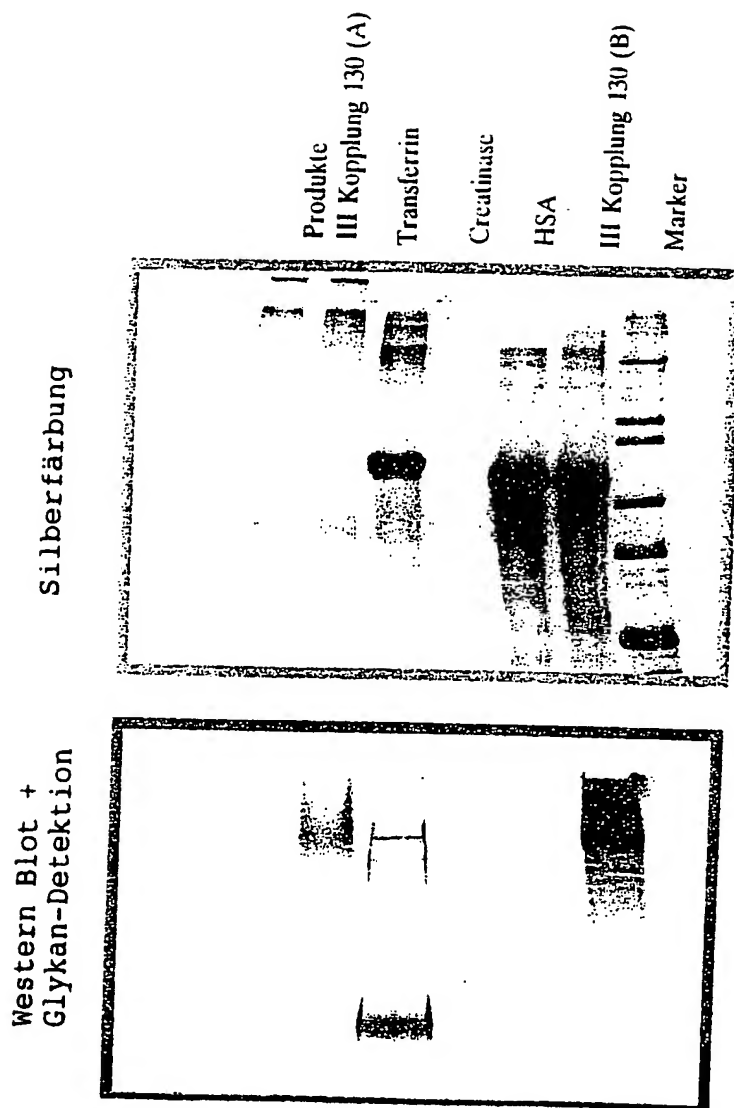 Produkte
III Kopplung 130 (A)
Transferrin
Creatinase
HSA
III Kopplung 130 (B)
Marker
Silberfärbung
Western Blot +
Glykan-Detektion